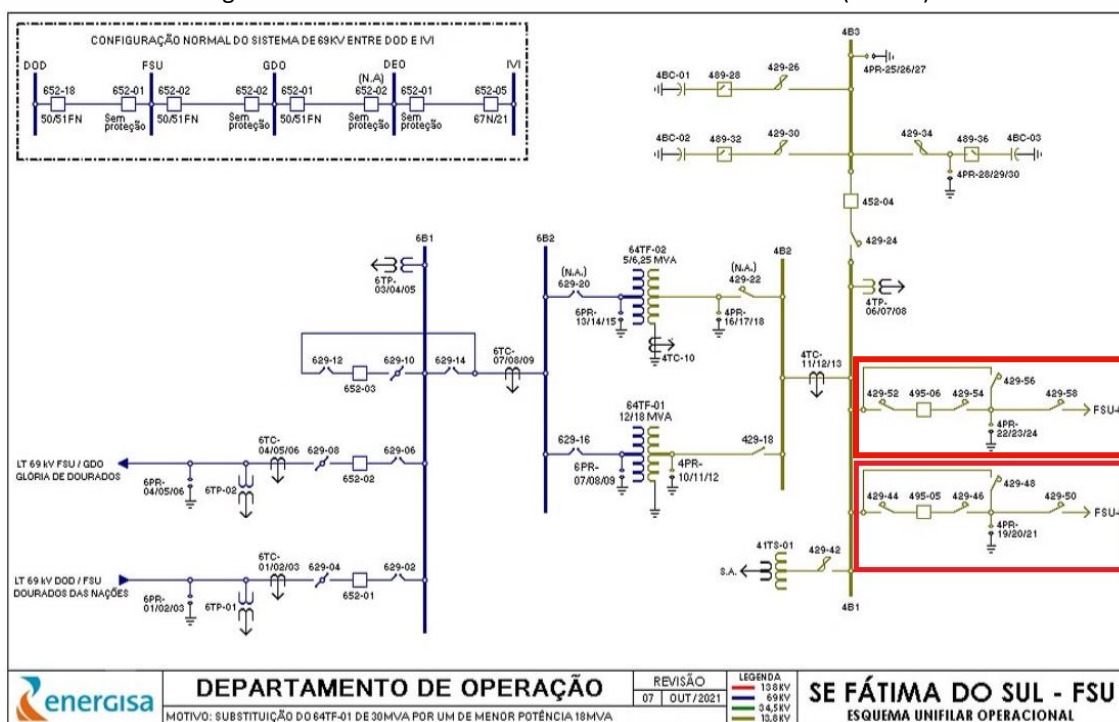 (
CONFIGURAÇÃO NORMAL DO SISTEMA DE 69KV ENTRE DOD E IVI
DOD FSU GDO DEO IVI
(N.A)
652-18 652-01 652-02 652-02 652-01 652-02 652-01 652-05
50/51FN Sem proteção 50/51FN Sem proteção 50/51FN Sem proteção Sem proteção 67N/21
4B3
4PR-25/26/27
4BC-01 489-28 429-26
4BC-02 489-32 429-30
429-34 489-36 4BC-03
4PR-28/29/30
452-04
429-24
4TP-
06/07/08
6B1
6TP-
03/04/05
6B2
64TF-02
5/6,25 MVA
(N.A.)
629-20
6PR-
13/14/15
4TC-10
(N.A.)
429-22
4PR-
16/17/18
4B2
629-12 629-10 629-14
652-03
6TC-
07/08/09
4TC-
11/12/13
429-52 495-06 429-54 429-56 429-58
4PR-
22/23/24
64TF-01
12/18 MVA
629-16
6PR-
07/08/09
4PR-
10/11/12
429-18
LT 69 kV FSU / GDO
GLÓRIA DE DOURADOS
6PR-
04/05/06
6TP-02
6TC-
04/05/06
629-08
652-02
629-06
429-44 495-05 429-46 429-48 429-50
4PR-
19/20/21
41TS-01
429-42
S.A.
4B1
LT 69 kV DOD / FSU
DOURADOS DAS NAÇÕES
6PR-
01/02/03
6TP-01
6TC-
01/02/03
629-04
652-01
629-02
energisa
DEPARTAMENTO DE OPERAÇÃO
MOTIVO: SUBSTITUIÇÃO DO 64TF-01 DE 30MVA POR UM DE MENOR POTÊNCIA 18MVA
REVISÃO
07 OUT/2021
LEGENDA
138KV
69KV
34,5KV
13,8KV
SE FÁTIMA DO SUL - FSU
ESQUEMA UNIFILAR OPERACIONAL